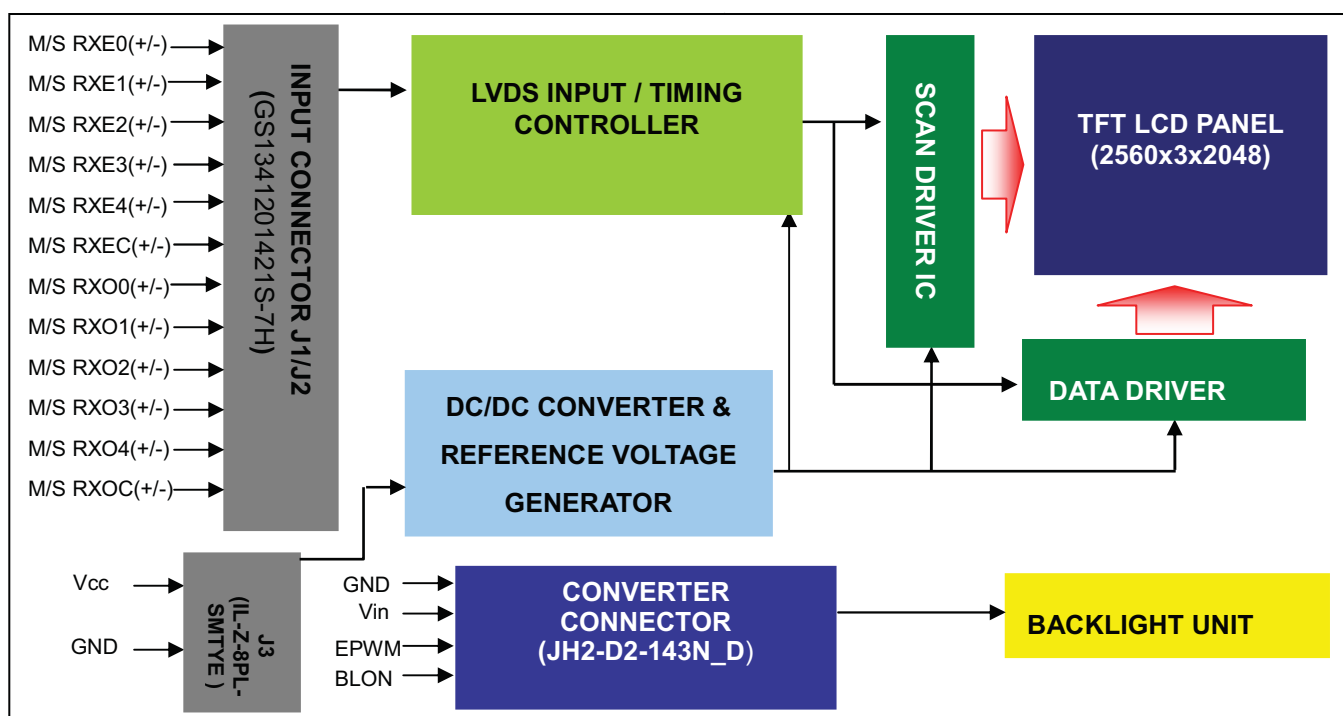 M/S RXE0(+/-)
M/S RXE1(+/-)
M/S RXE2(+/-)
M/S RXE3(+/-)
M/S RXE4(+/-)
M/S RXEC(+/-)
M/S RXO0(+/-)
M/S RXO1(+/-)
M/S RXO2(+/-)
M/S RXO3(+/-)
M/S RXO4(+/-)
M/S RXOC(+/-)
INPUT CONNECTOR J1/J2
(GS1341201421S-7H)
LVDS INPUT / TIMING
CONTROLLER
SCAN DRIVER IC
TFT LCD PANEL
(2560x3x2048)
DATA DRIVER
DC/DC CONVERTER &
REFERENCE VOLTAGE
GENERATOR
Vcc
GND
J3
(IL-Z-8PL-
SMTYE )
GND
Vin
EPWM
BLON
CONVERTER
CONNECTOR
(JH2-D2-143N_D)
BACKLIGHT UNIT